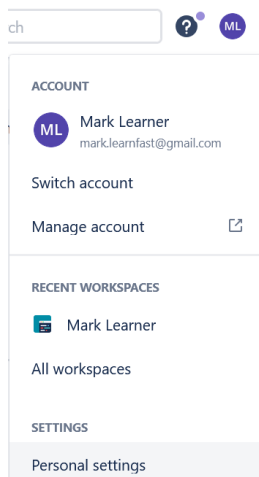 ch
?
ML
ACCOUNT
ML
Mark Learner
mark.learnfast@gmail.com
Switch account
Manage account
RECENT WORKSPACES
Mark Learner
All workspaces
SETTINGS
Personal settings